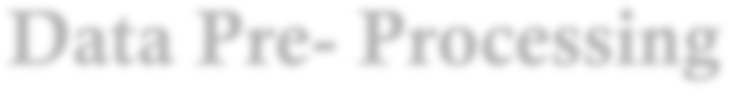 Data Pre- Processing